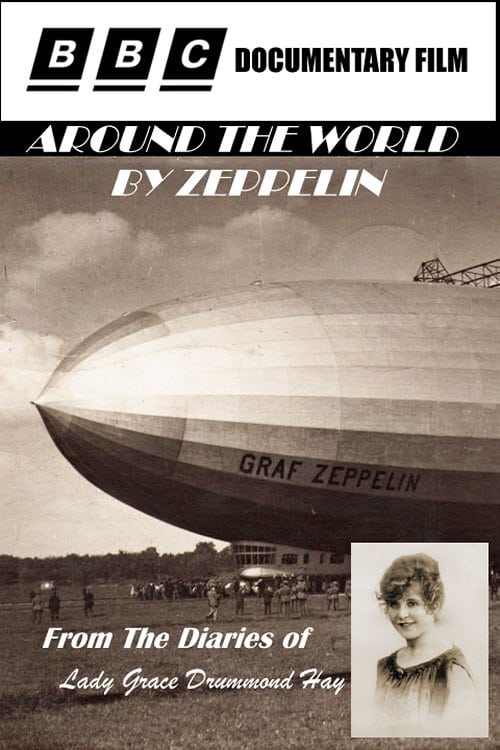 BBC DOCUMENTARY FILM
AROUND THE WORLD
BY ZEPPELIN
GRAF ZEPPELIN
From The Diaries of
Lady Grace Drummond Hay